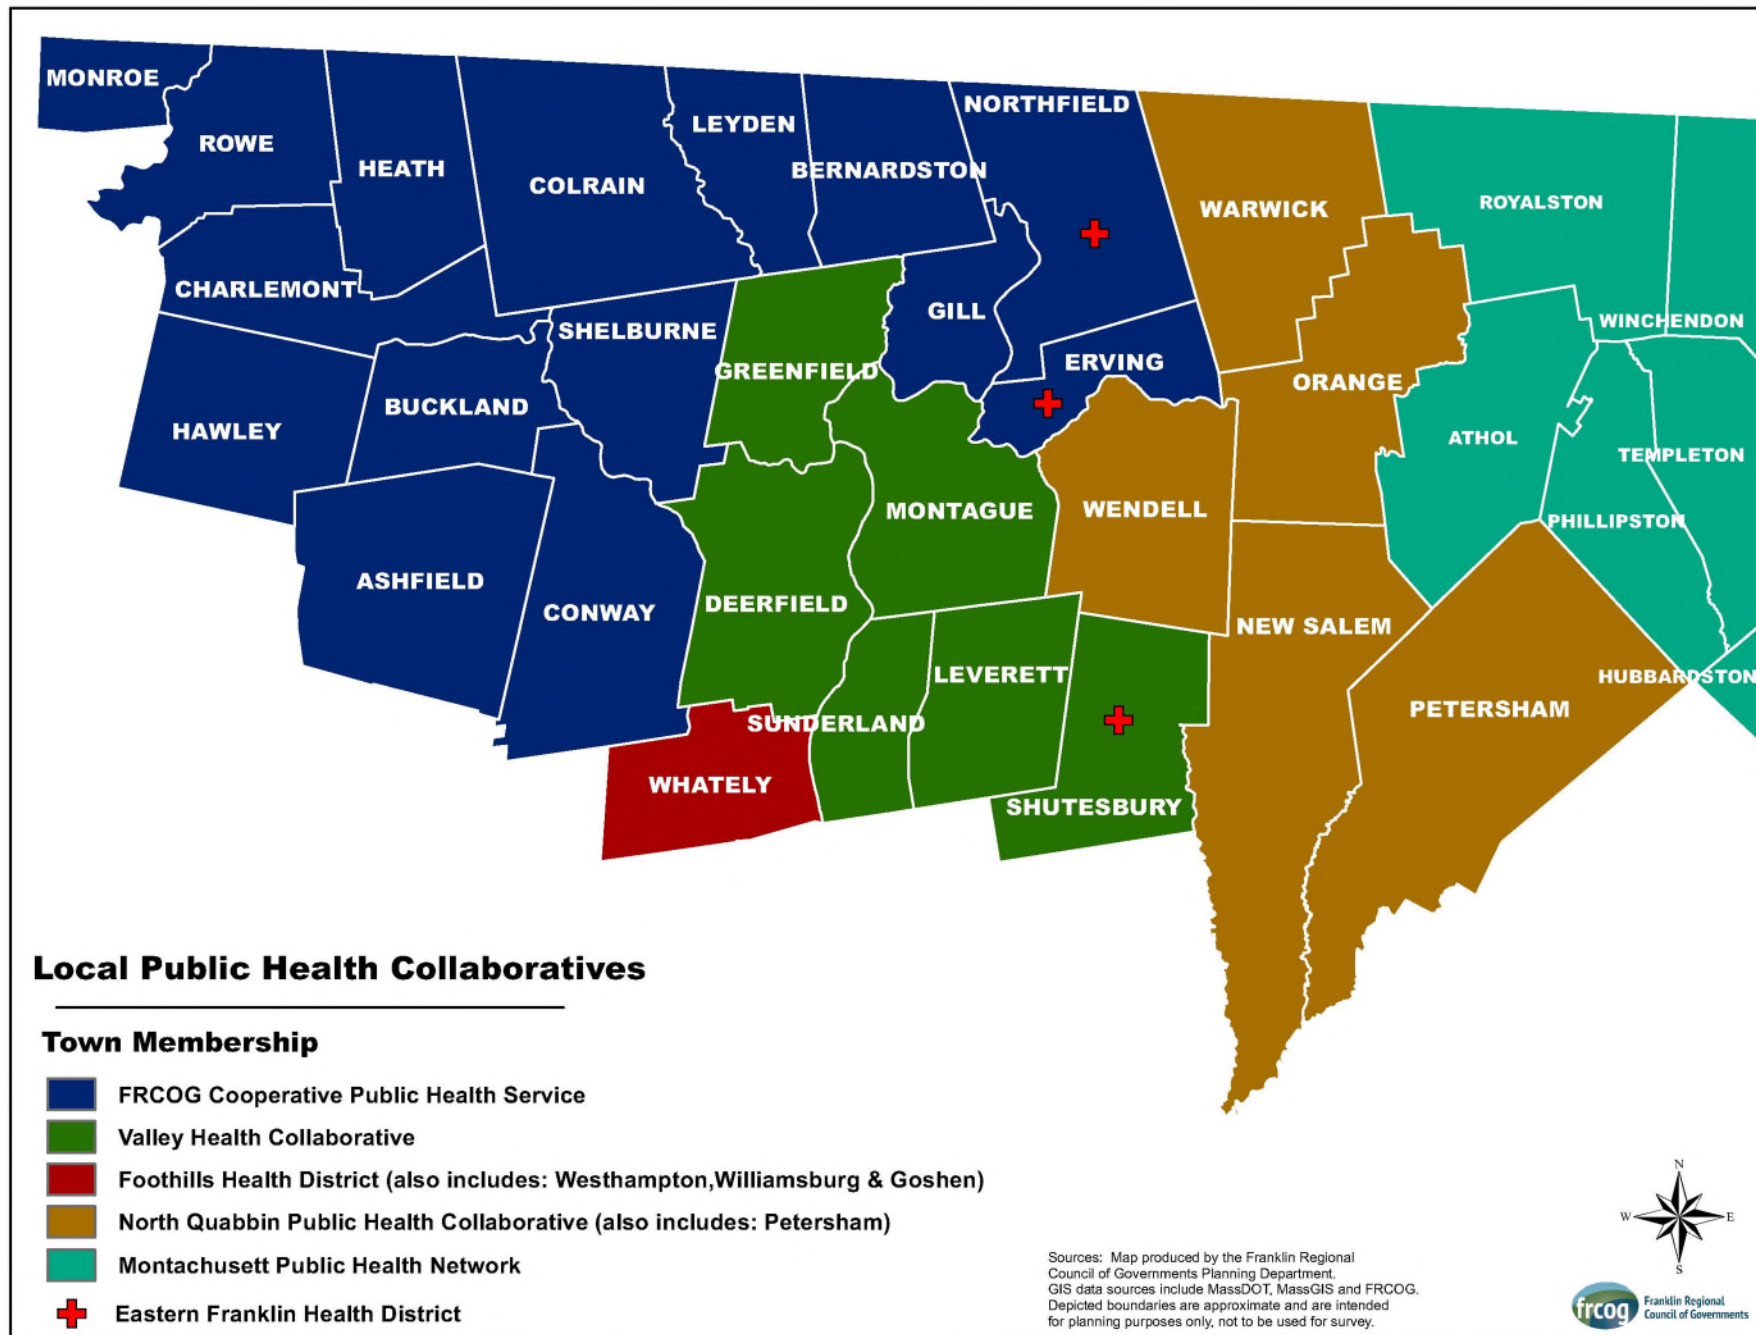 MONROE
ROWE
HEATH
COLRAIN
LEYDEN
BERNARDSTON
NORTHFIELD
WARWICK
ROYALSTON
CHARLEMONT
SHELBURNE
GILL
WINCHENDON
GREENFIELD
ERVING
ORANGE
HAWLEY
BUCKLAND
ATHOL
TEMPLETON
MONTAGUE
WENDELL
PHILLIPSTON
ASHFIELD
CONWAY
DEERFIELD
NEW SALEM
LEVERETT
HUBBARDSTON
SUNDERLAND
PETERSHAM
WHATELY
SHUTESBURY
Local Public Health Collaboratives
Town Membership
FRCOG Cooperative Public Health Service
Valley Health Collaborative
Foothills Health District (also includes: Westhampton,Williamsburg & Goshen)
North Quabbin Public Health Collaborative (also includes: Petersham)
Montachusett Public Health Network
Eastern Franklin Health District
Sources: Map produced by the Franklin Regional
Council of Governments Planning Department.
GIS data sources include MassDOT, MassGIS and FRCOG.
Depicted boundaries are approximate and are intended
for planning purposes only, not to be used for survey.
N
W
E
S
frcog
Franklin Regional
Council of Governments